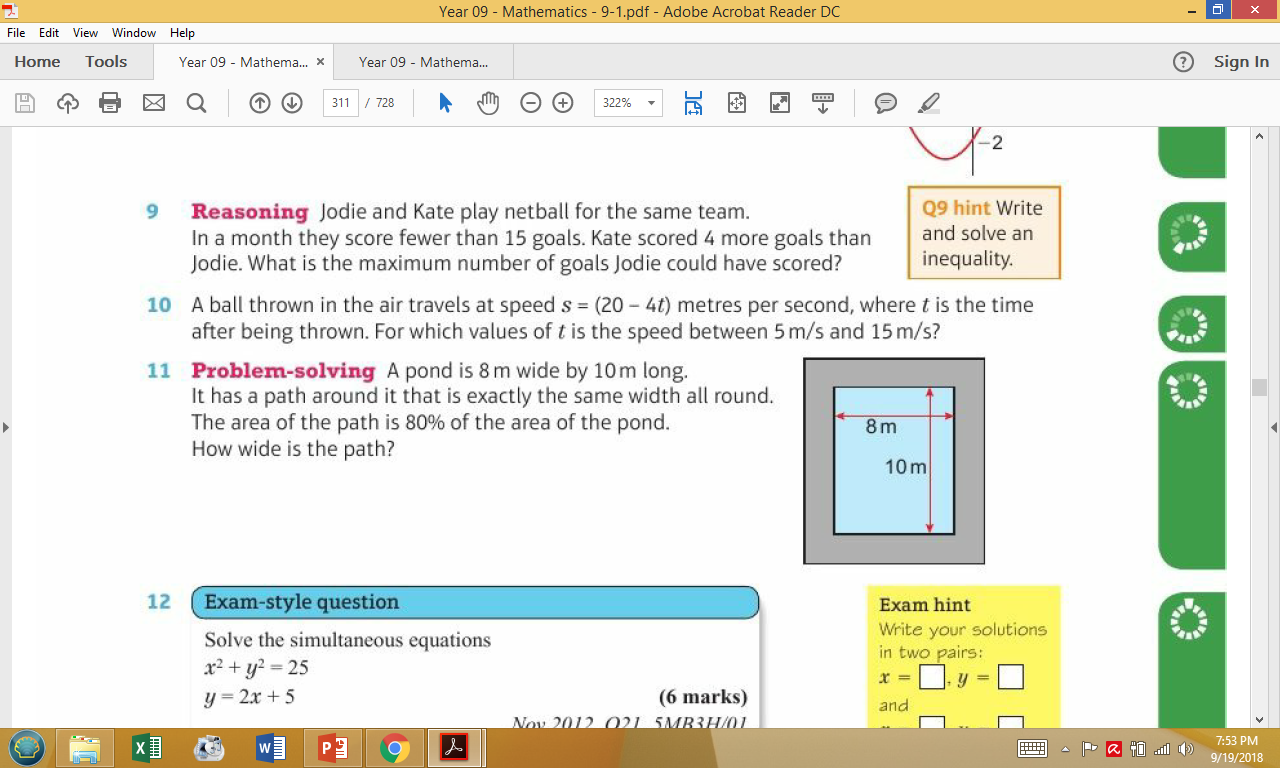 Year 09 - Mathematics - 9-1.pdf - Adobe Acrobat Reader DC
File Edit View Window Help
Home Tools Year 09 - Mathema... × Year 09 - Mathema... ? Sign In
311 / 728 322%
-2
9 Reasoning Jodie and Kate play netball for the same team.
In a month they score fewer than 15 goals. Kate scored 4 more goals than
Jodie. What is the maximum number of goals Jodie could have scored?
Q9 hint Write
and solve an
inequality.
10 A ball thrown in the air travels at speed s = (20 – 4t) metres per second, where t is the time
after being thrown. For which values of t is the speed between 5 m/s and 15 m/s?
11 Problem-solving A pond is 8 m wide by 10 m long.
It has a path around it that is exactly the same width all round.
The area of the path is 80% of the area of the pond.
How wide is the path?
8 m
10 m
12 Exam-style question
Solve the simultaneous equations
x² + y² = 25
y = 2x + 5
(6 marks)
Nov 2012, Q21, 5MB3H/01
Exam hint
Write your solutions
in two pairs:
x = , y =
and
7:53 PM
9/19/2018